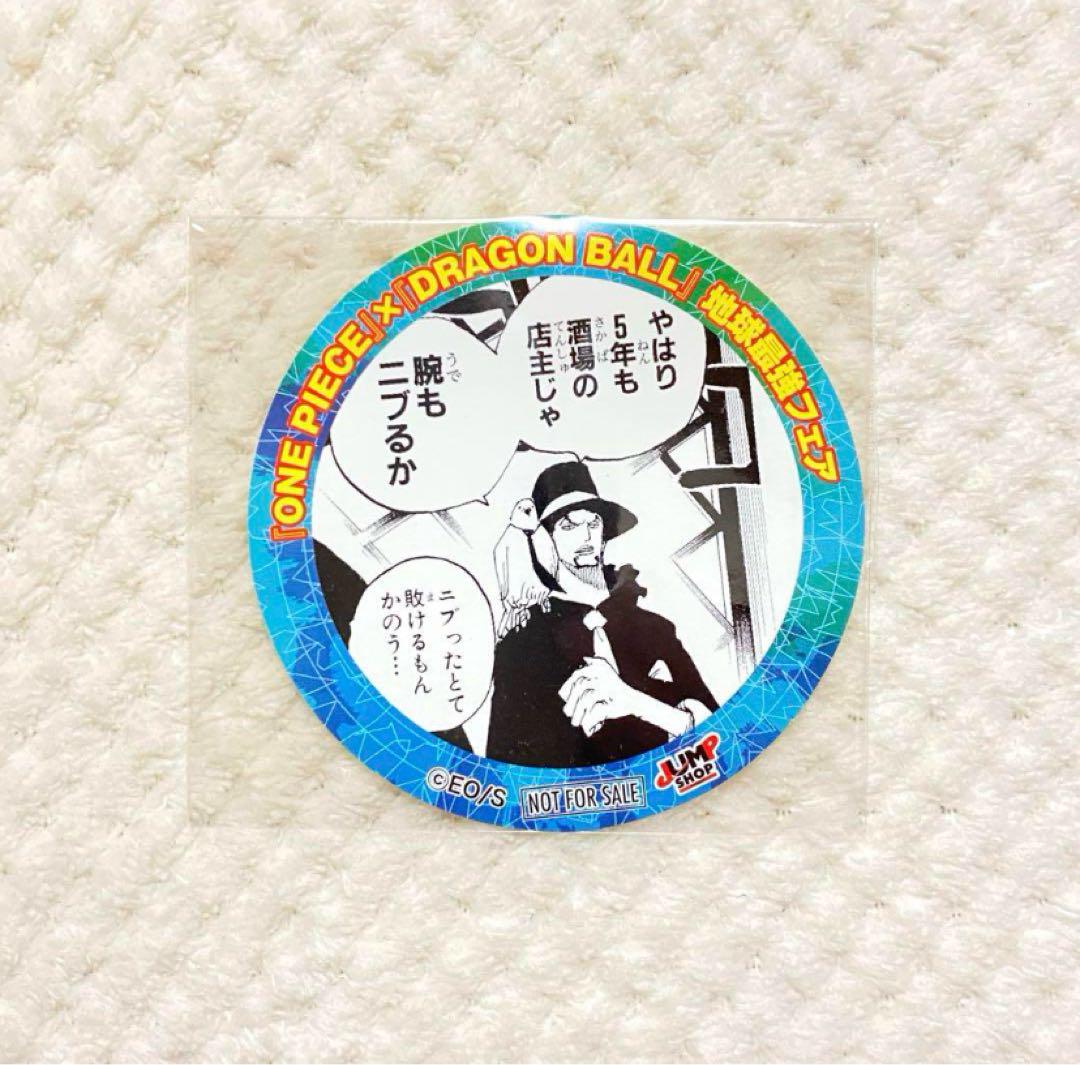 『ONE PIECE』×『DRAGON BALL』 地球最強フェア
やはり
5年も
酒場の
店主じゃ
腕も
ニブるか
ニブったとて
敗けるもん
かのう…
©EO/S
NOT FOR SALE
JUMP
SHOP